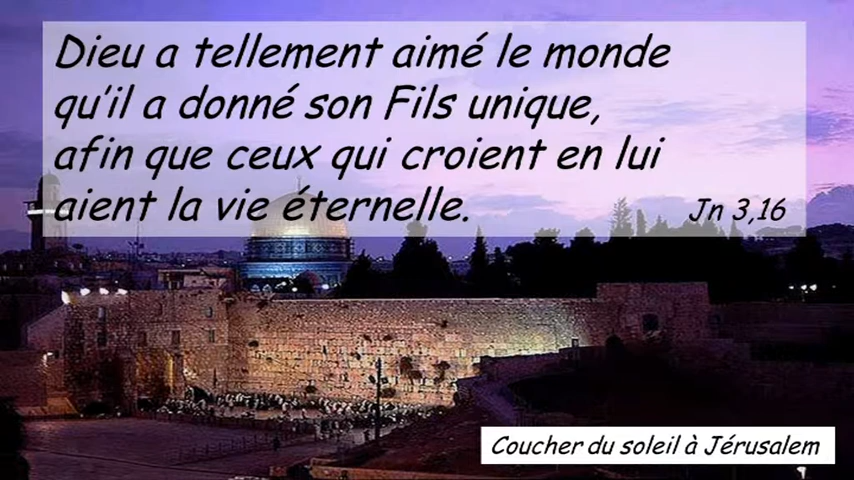 Dieu a tellement aimé le monde
qu'il a donné son Fils unique,
afin que ceux qui croient en lui
aient la vie éternelle. Jn 3,16
Coucher du soleil à Jérusalem